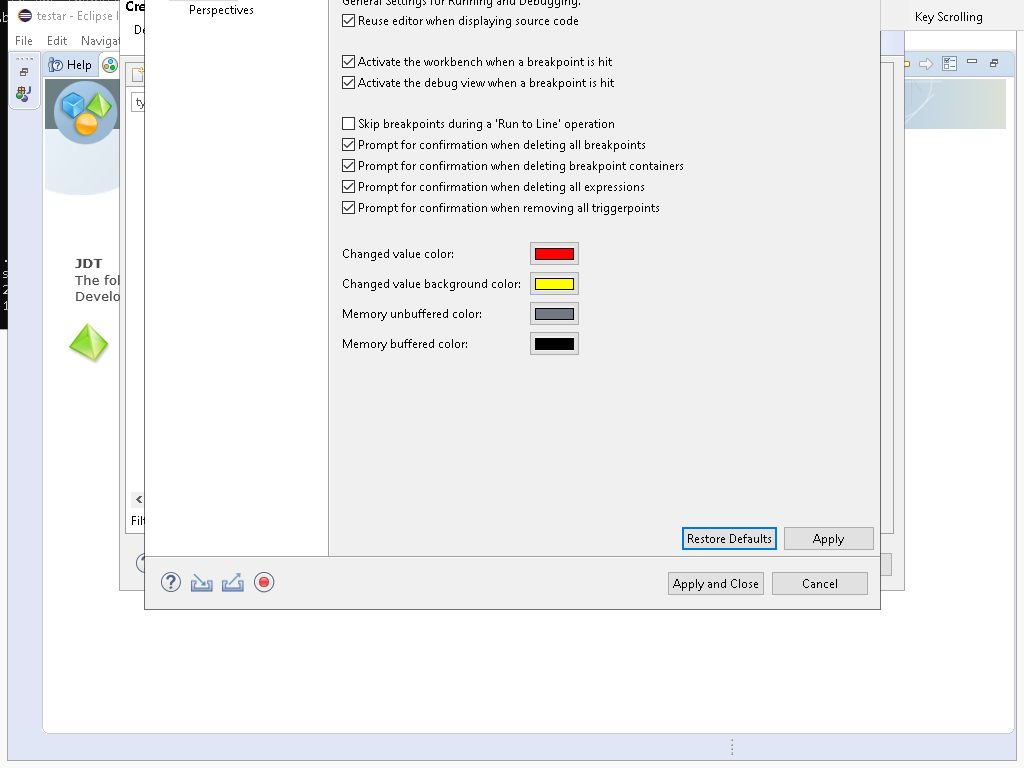 testar - Eclipse I
File Edit Navigat
Help
JDT
The fol
Develo
Cre
De
ty
<
Filt
Perspectives
General Settings for Running and Debugging.
Reuse editor when displaying source code
Activate the workbench when a breakpoint is hit
Activate the debug view when a breakpoint is hit
Skip breakpoints during a 'Run to Line' operation
Prompt for confirmation when deleting all breakpoints
Prompt for confirmation when deleting breakpoint containers
Prompt for confirmation when deleting all expressions
Prompt for confirmation when removing all triggerpoints
Changed value color:
Changed value background color:
Memory unbuffered color:
Memory buffered color:
Restore Defaults Apply
Apply and Close Cancel
Key Scrolling